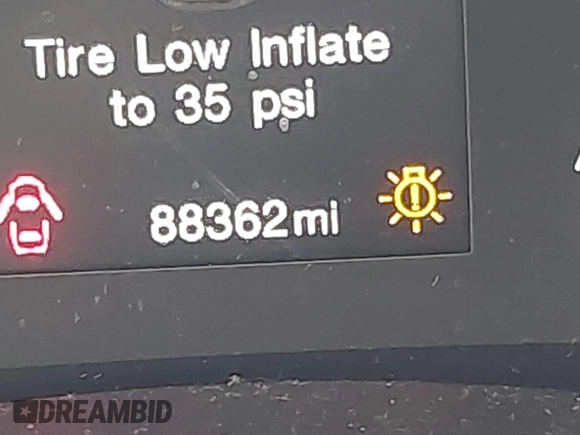 Tire Low Inflate
to 35 psi
88362mi
DREAMBID